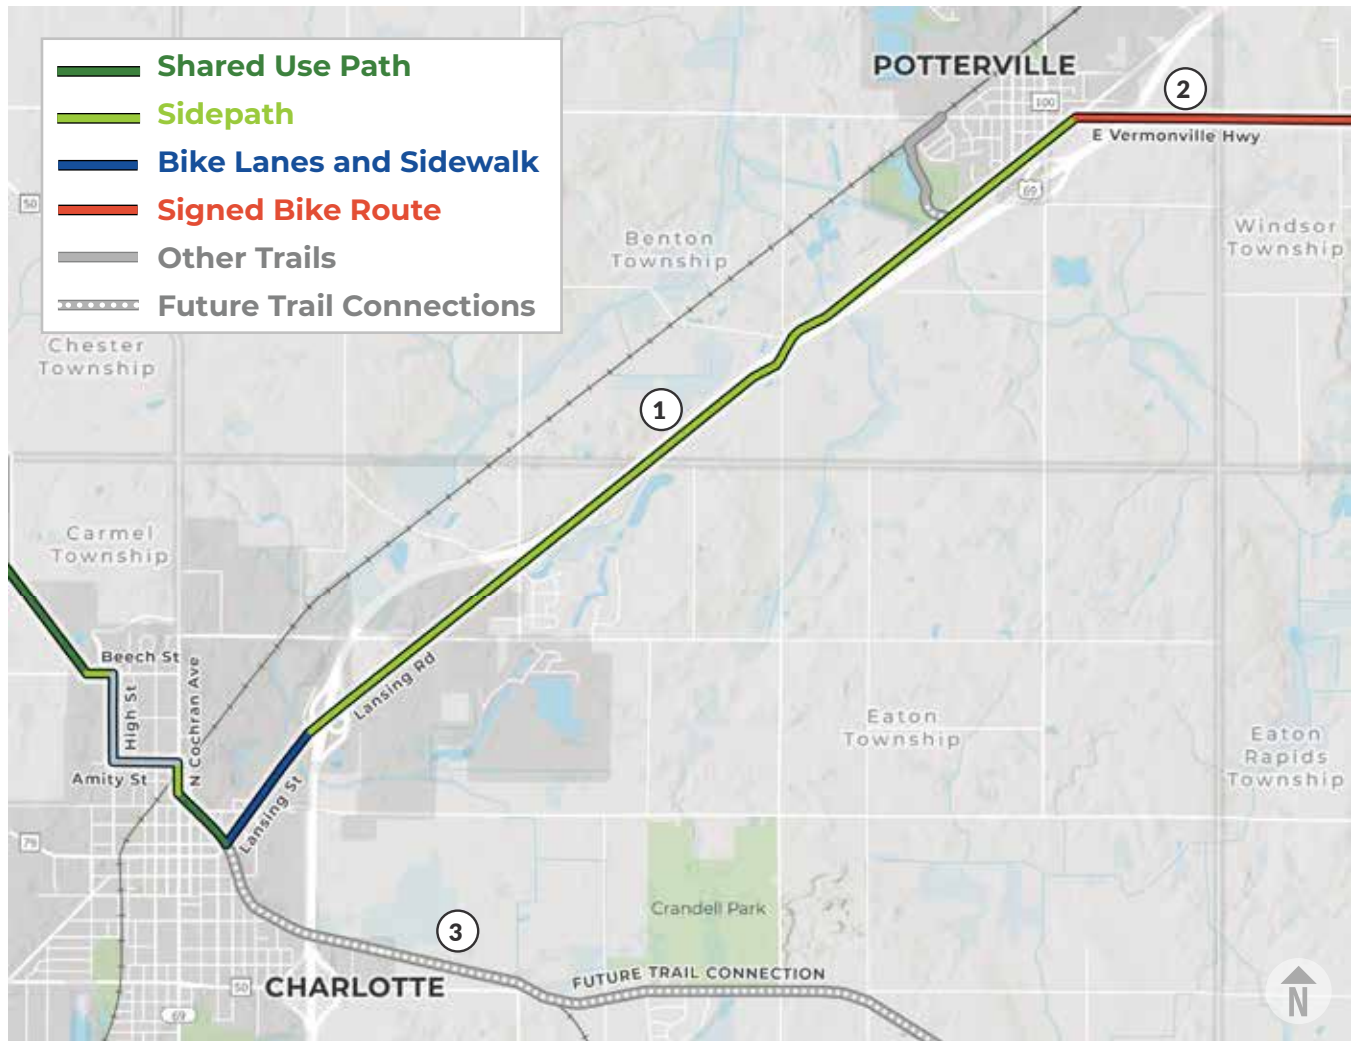 Shared Use Path
Sidepath
Bike Lanes and Sidewalk
Signed Bike Route
Other Trails
Future Trail Connections
POTTERVILLE
2
100
E Vermonville Hwy
69
50
Windsor
Township
Benton
Township
Chester
Township
1
Carmel
Township
Beech St
High St
N Cochran Ave
Amity St
Lansing Rd
Lansing St
Eaton
Township
Eaton
Rapids
Township
79
Crandell Park
3
FUTURE TRAIL CONNECTION
50
CHARLOTTE
69
N